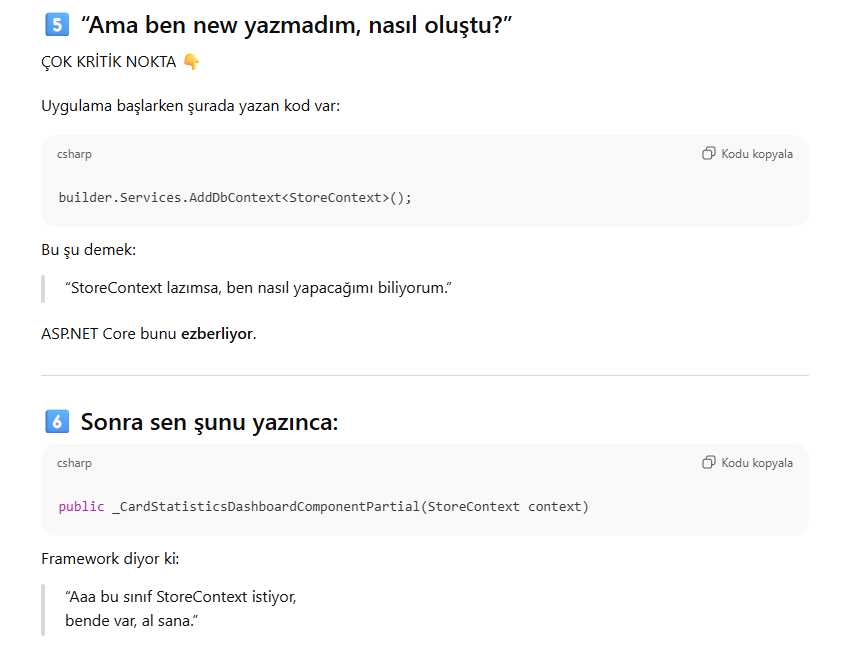 5️⃣ “Ama ben new yazmadım, nasıl oluştu?”
ÇOK KRİTİK NOKTA 👇
Uygulama başlarken şurada yazan kod var:
csharp
Kodu kopyala
builder.Services.AddDbContext<StoreContext>();
Bu şu demek:
“StoreContext lazımsa, ben nasıl yapacağımı biliyorum.”
ASP.NET Core bunu ezberliyor.
6️⃣ Sonra sen şunu yazınca:
csharp
Kodu kopyala
public _CardStatisticsDashboardComponentPartial(StoreContext context)
Framework diyor ki:
“Aaa bu sınıf StoreContext istiyor,
bende var, al sana.”